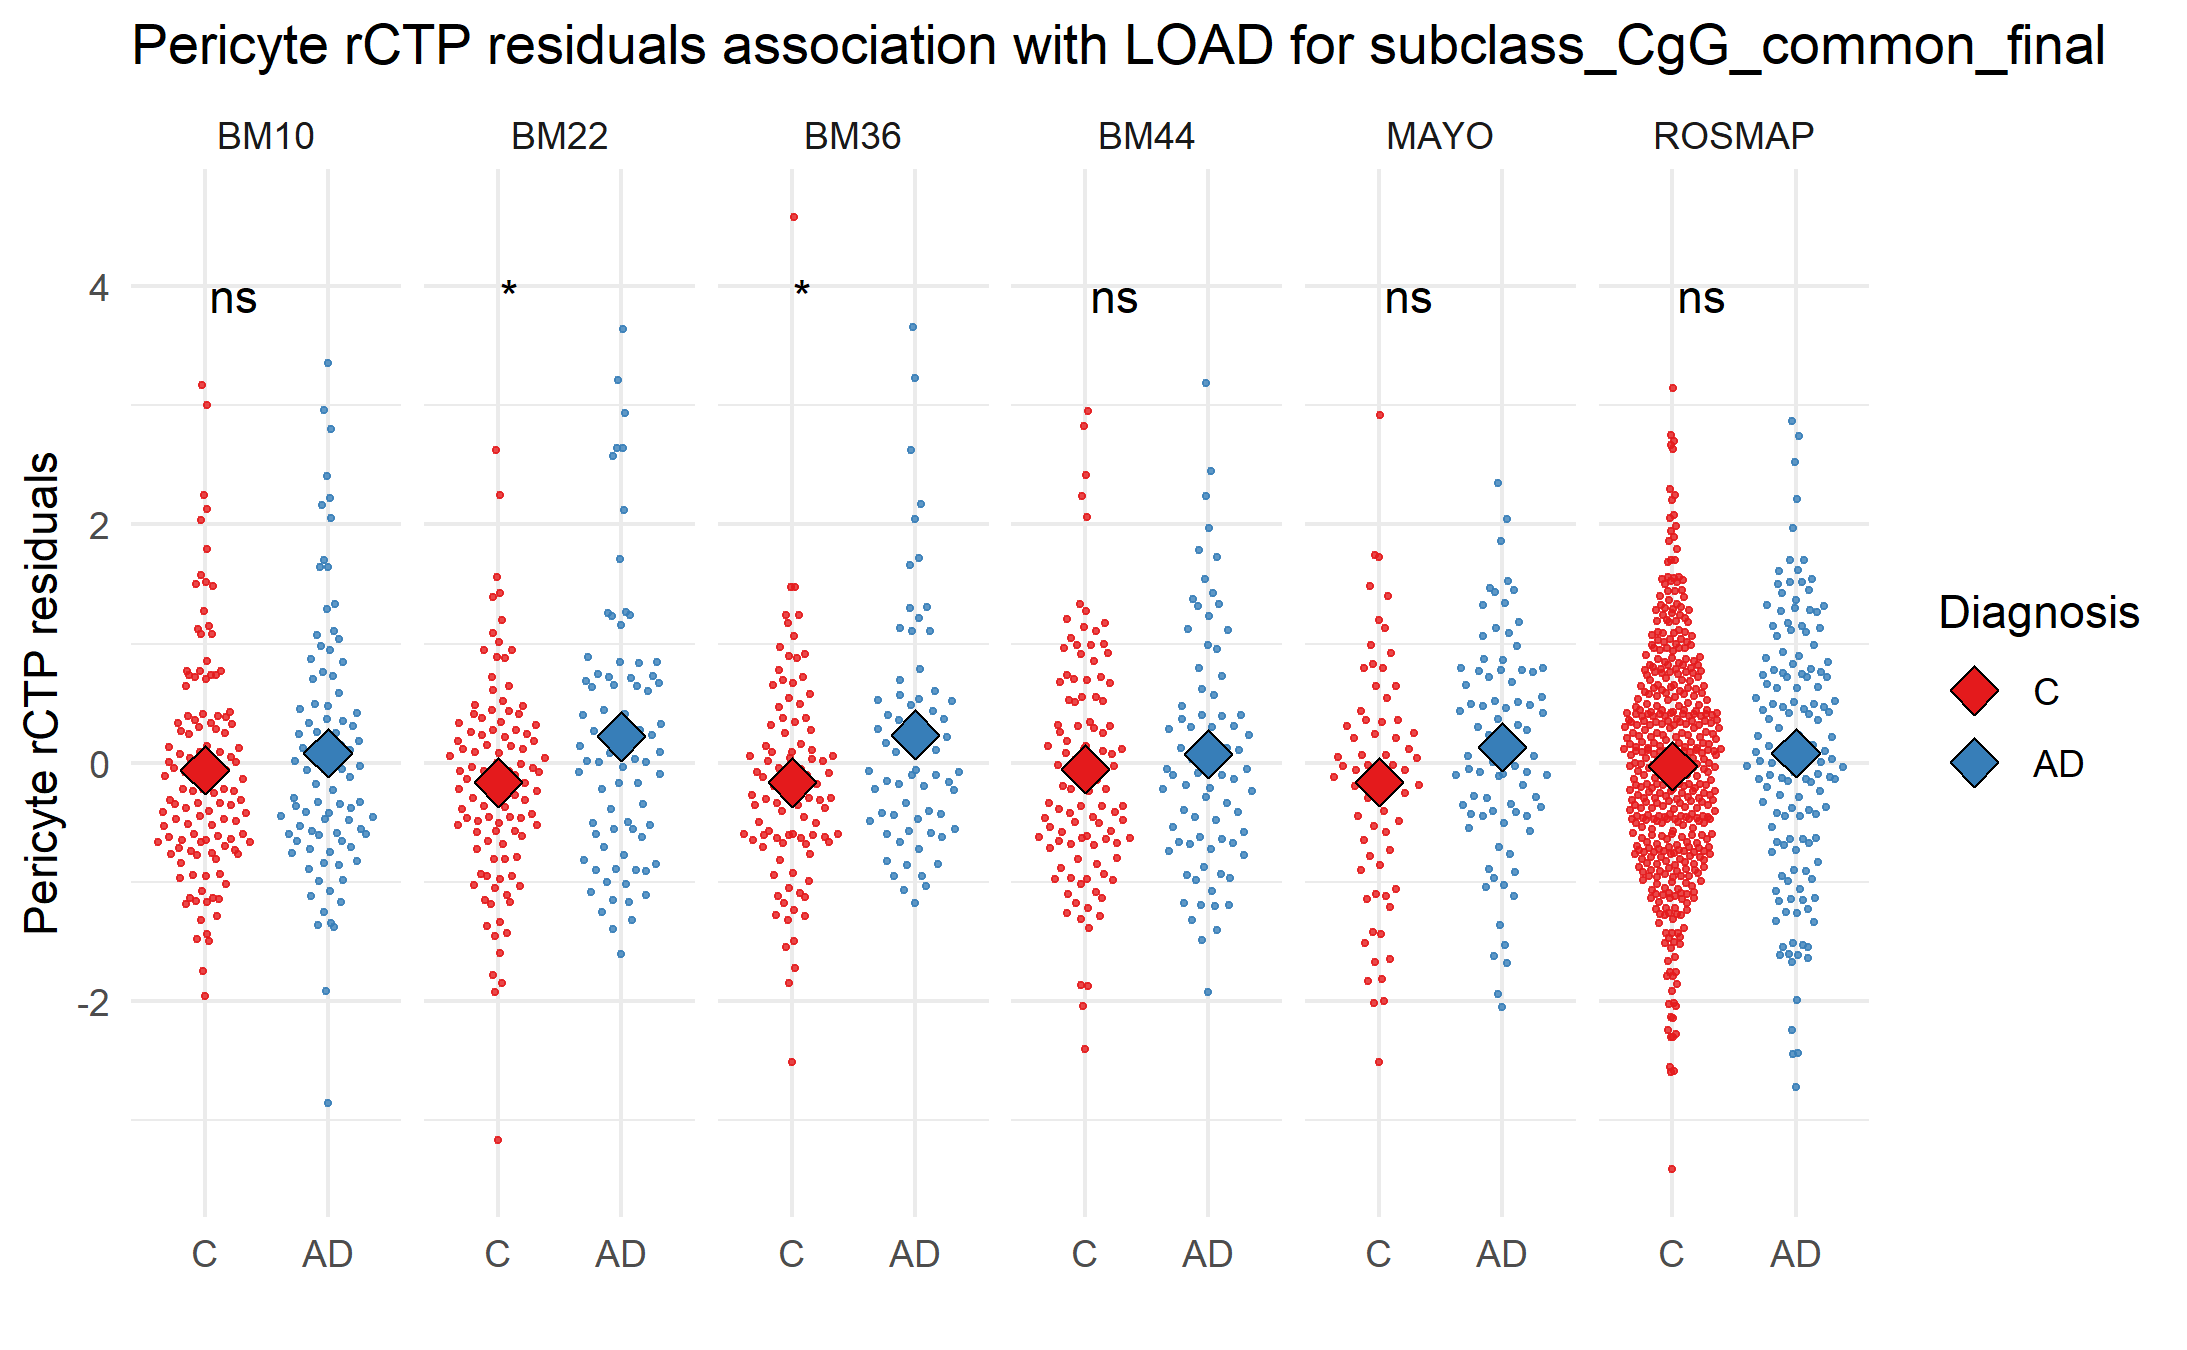 Pericyte rCTP residuals association with LOAD for subclass_CgG_common_final
BM10 BM22 BM36 BM44 MAYO ROSMAP
ns * * ns ns ns
4
2
0
-2
Pericyte rCTP residuals
C AD C AD C AD C AD C AD C AD
Diagnosis
C
AD